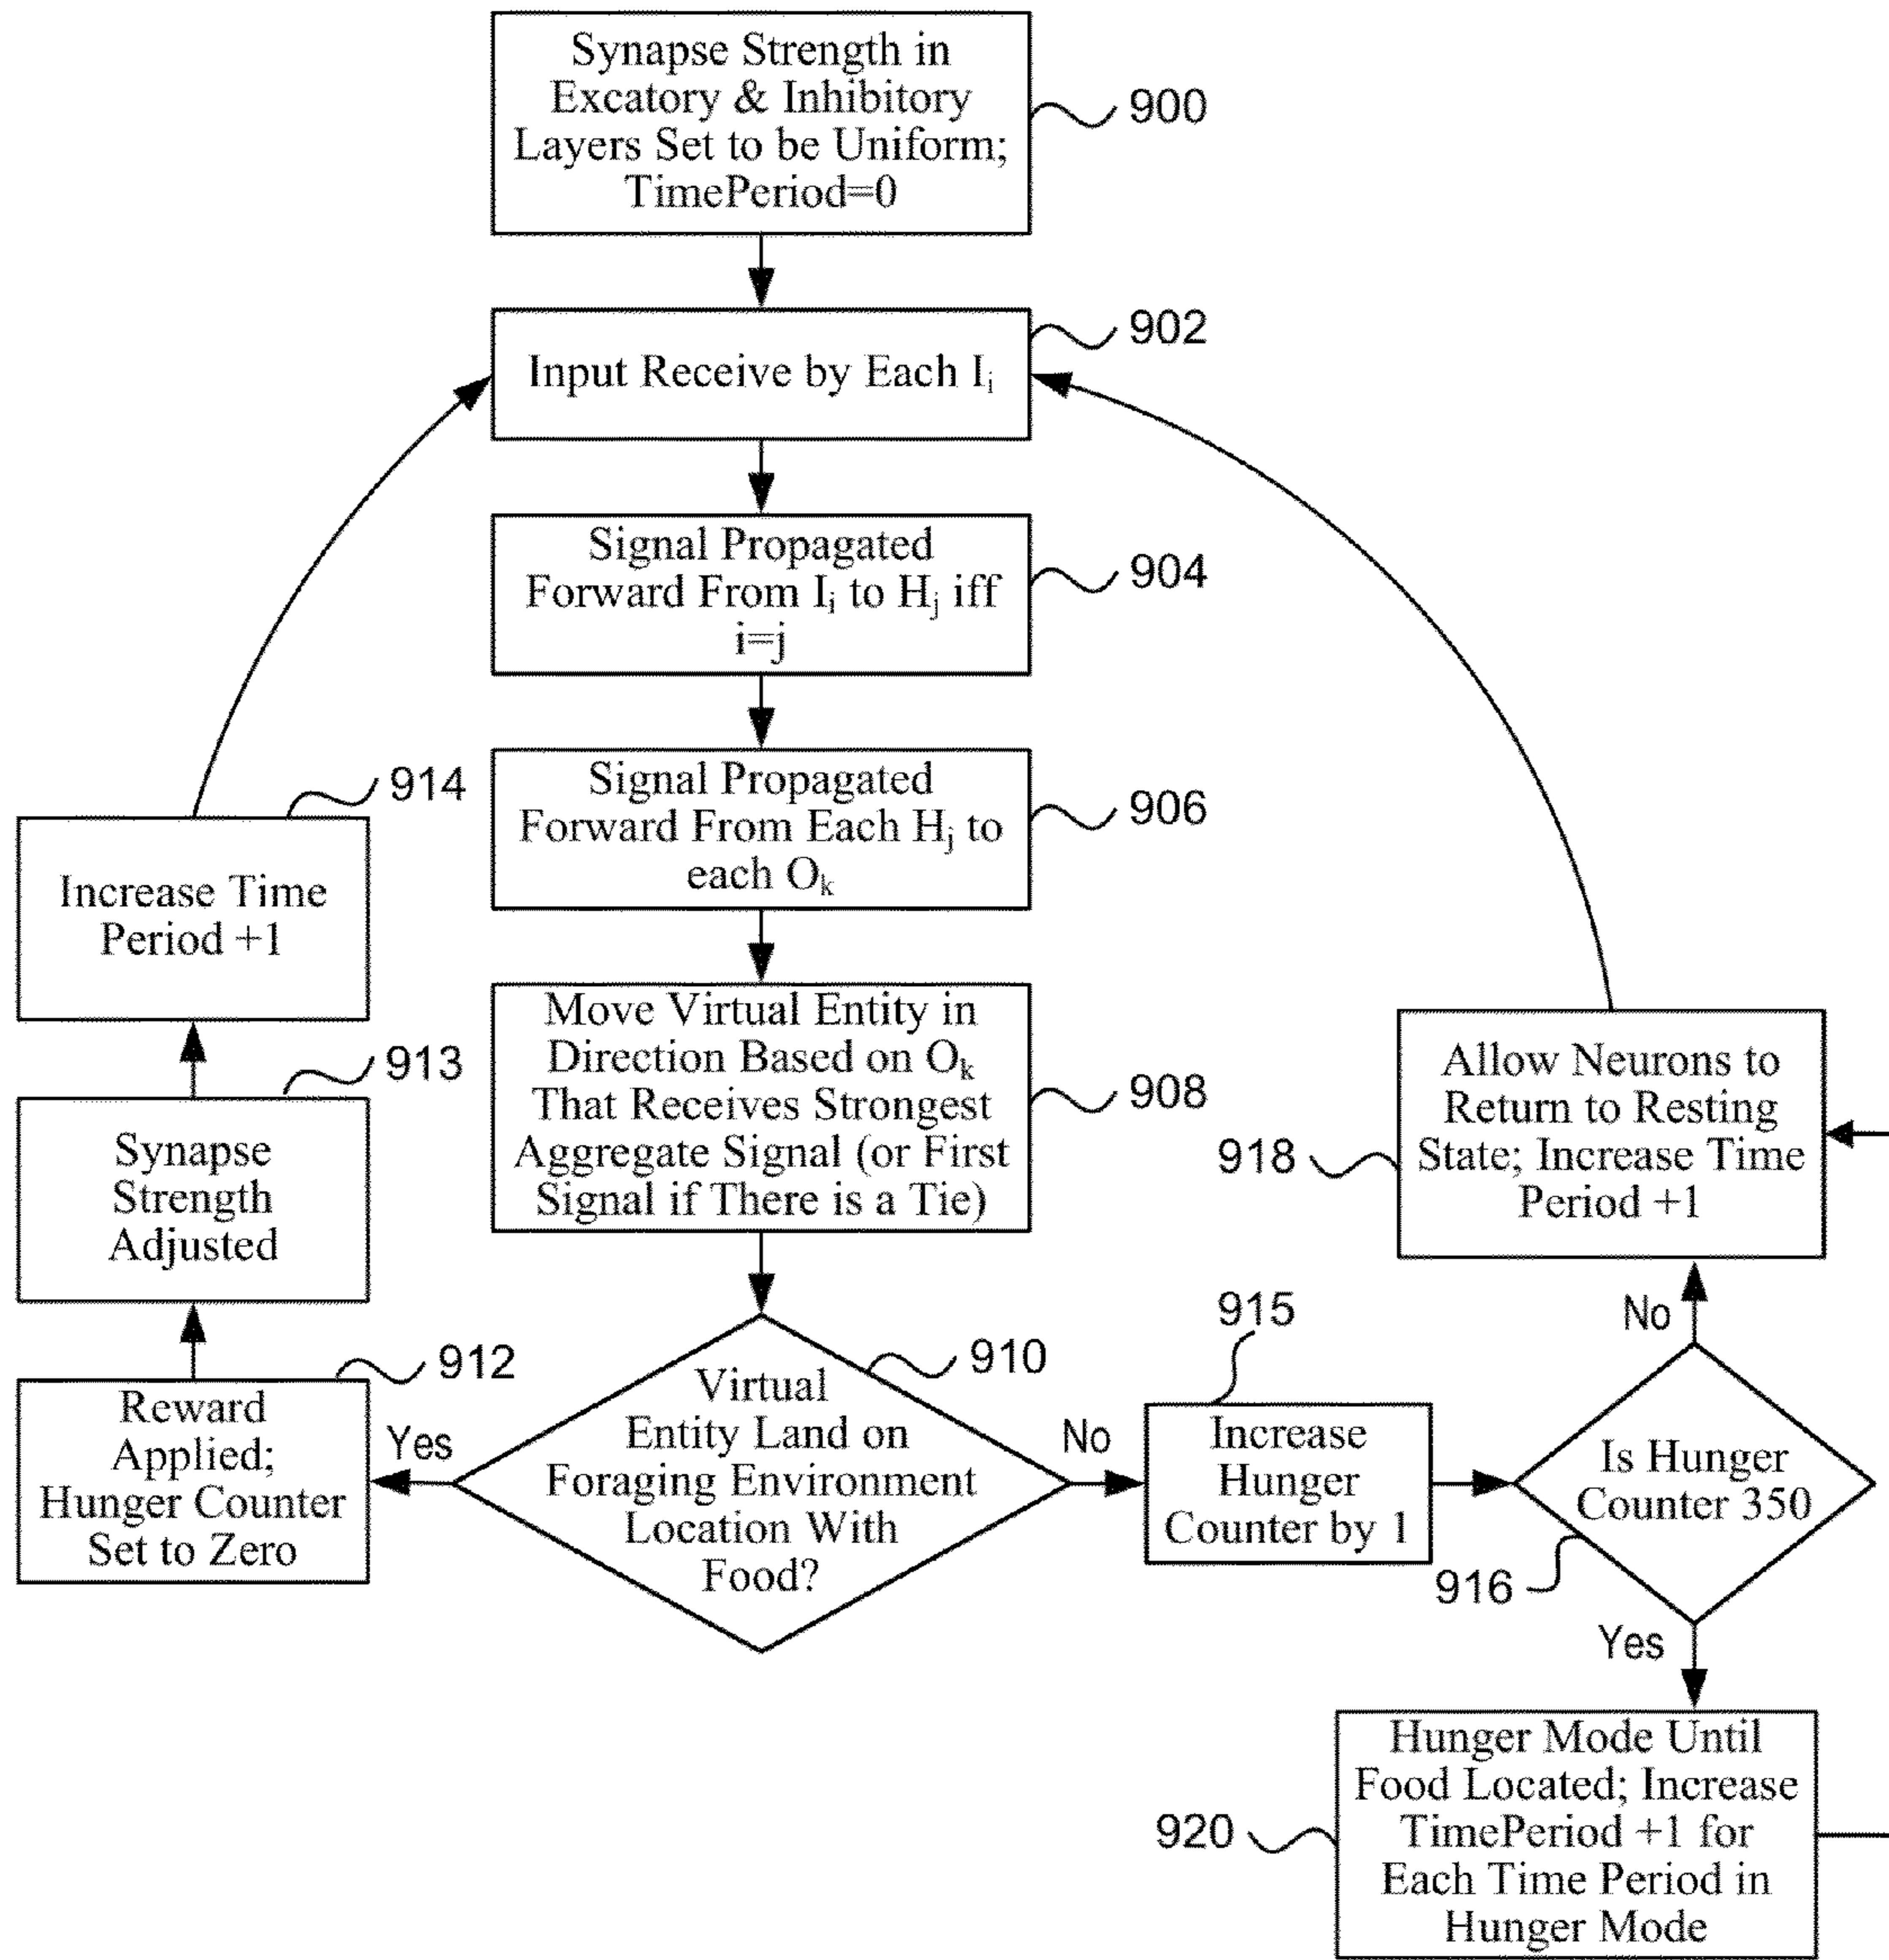 Synapse Strength in
Excatory & Inhibitory
Layers Set to be Uniform;
TimePeriod=0
900
Input Receive by Each Iᵢ
902
Signal Propagated
Forward From Iᵢ to Hⱼ iff
i=j
904
Signal Propagated
Forward From Each Hⱼ to
each Oₖ
906
Move Virtual Entity in
Direction Based on Oₖ
That Receives Strongest
Aggregate Signal (or First
Signal if There is a Tie)
908
Virtual
Entity Land on
Foraging Environment
Location With
Food?
910
Yes
Reward
Applied;
Hunger Counter
Set to Zero
912
Synapse
Strength
Adjusted
913
Increase Time
Period +1
914
No
Increase
Hunger
Counter by 1
915
Is Hunger
Counter 350
916
No
Allow Neurons to
Return to Resting
State; Increase Time
Period +1
918
Yes
Hunger Mode Until
Food Located; Increase
TimePeriod +1 for
Each Time Period in
Hunger Mode
920